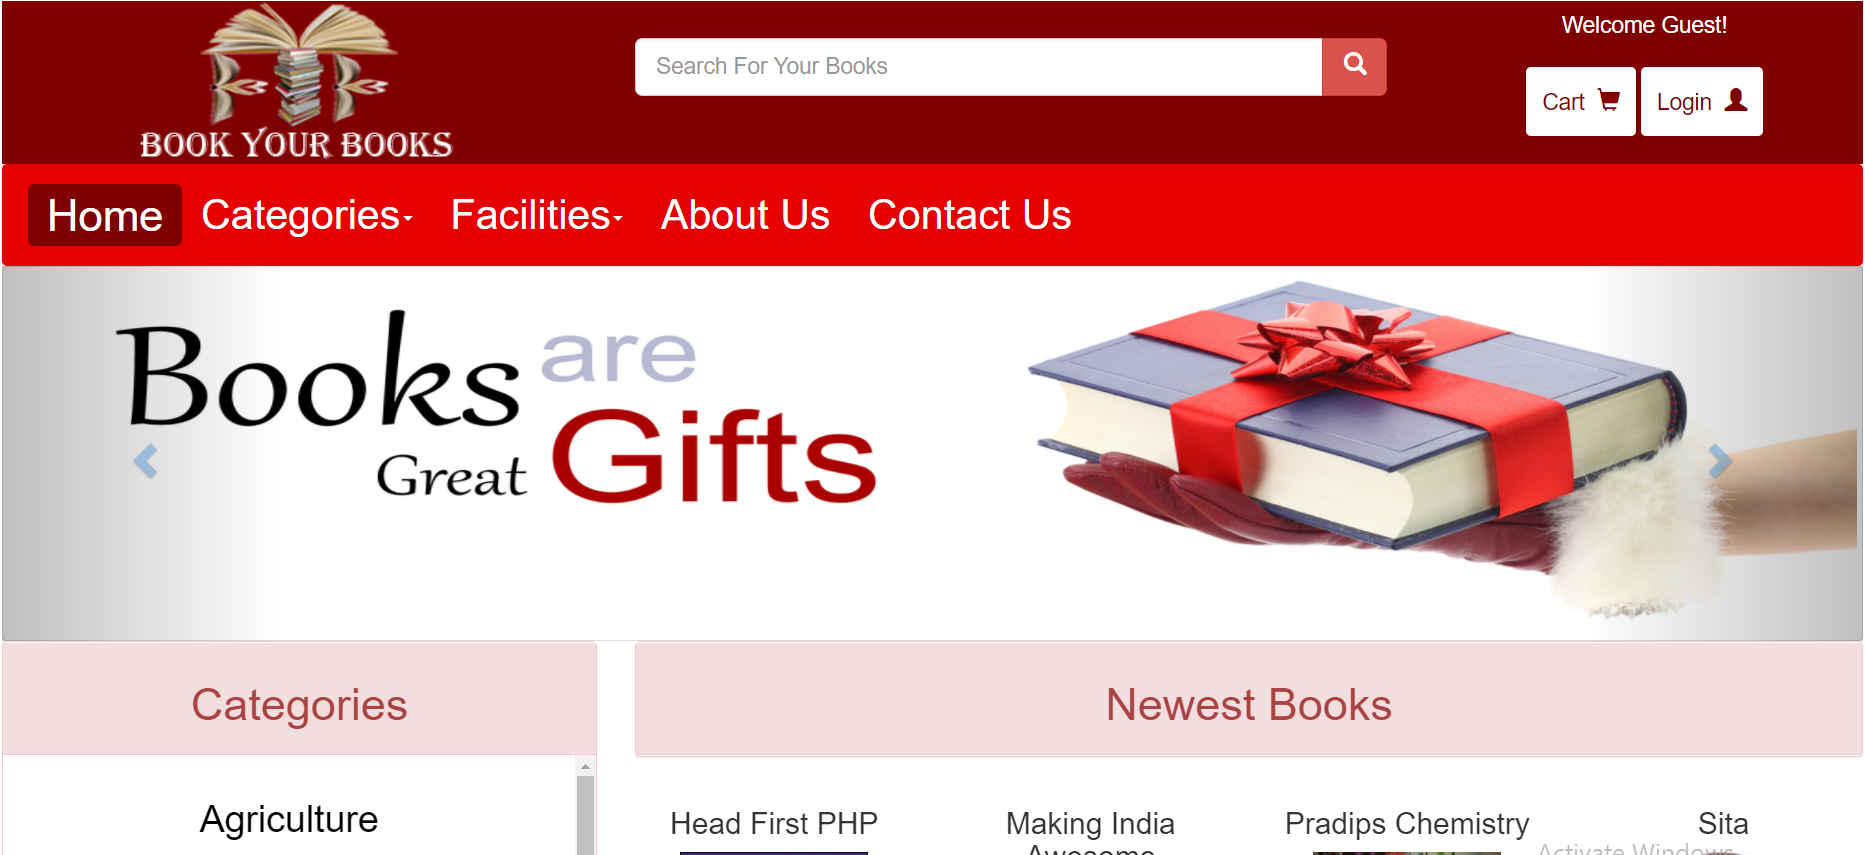 Welcome Guest!
Search For Your Books
Cart
Login
BOOK YOUR BOOKS
Home Categories Facilities About Us Contact Us
Books are
Great Gifts
Categories
Newest Books
Agriculture
Head First PHP
Making India
Awesome
Pradips Chemistry
Sita
Activate Windows